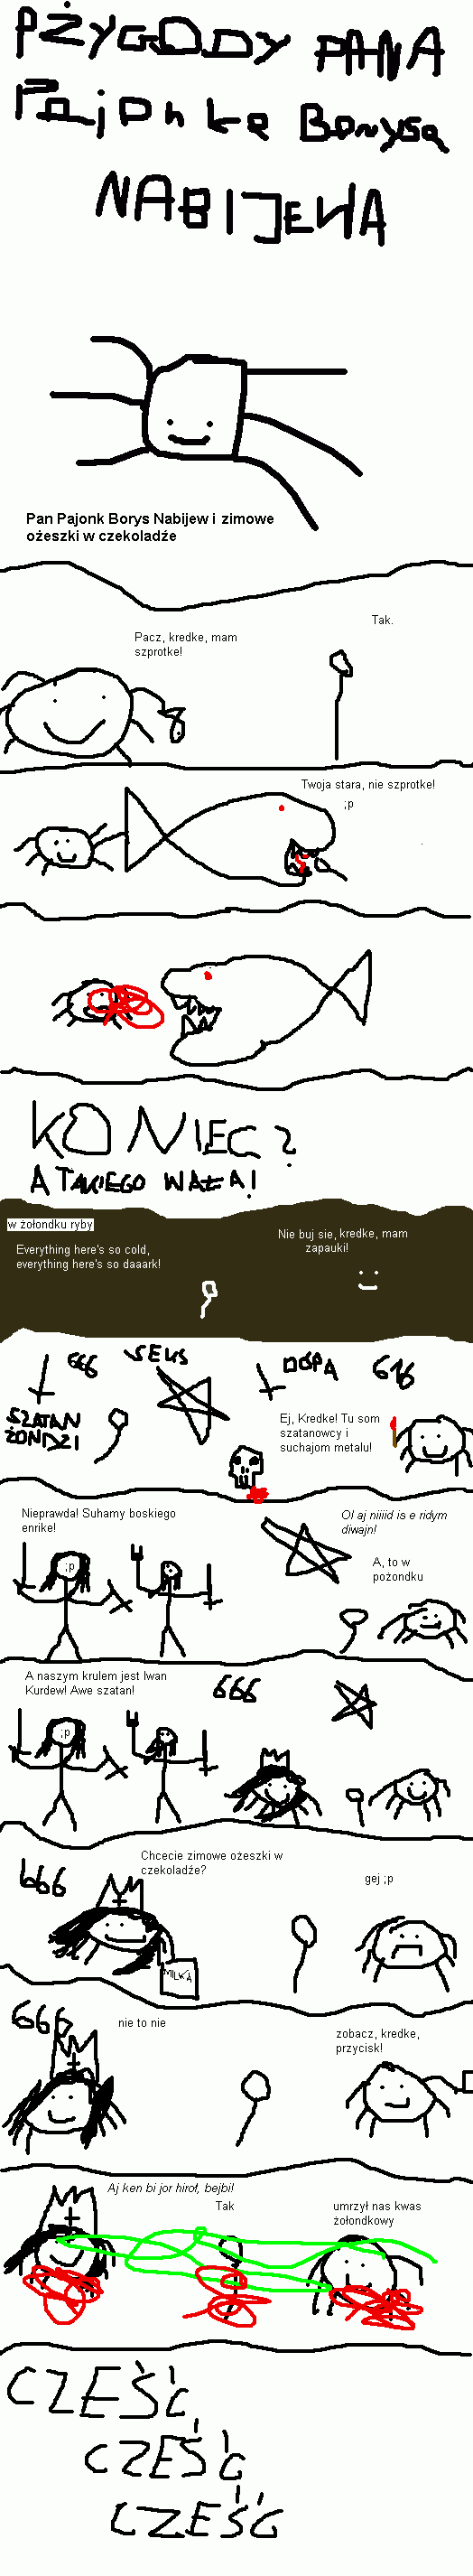 PŻYGODY PANA
Pajonka Borysa
NABIJEWA
Pan Pajonk Borys Nabijew i zimowe
ożeszki w czekoladźe
Tak.
Pacz, kredke, mam
szprotke!
Twoja stara, nie szprotke!
;p
KONIEC?
A TAKIEGO WAŁA!
w żołondku ryby
Everything here's so cold,
everything here's so daaark!
Nie buj sie, kredke, mam
zapauki!
666
SEUS
DOPA
616
SZATAN
ŻONDZI
Ej, Kredke! Tu som
szatanowcy i
suchajom metalu!
Nieprawda! Suhamy boskiego
enrike!
Ol aj niiiid is e ridym
diwajn!
;p
A, to w
pożondku
A naszym krulem jest Iwan
Kurdew! Awe szatan!
666
;p
Chcecie zimowe ożeszki w
czekoladźe?
666
gej ;p
MILKA
666
nie to nie
zobacz, kredke,
przycisk!
Aj ken bi jor hiroł, bejbi!
Tak
umrzył nas kwas
żołondkowy
CZEŚĆ
CZEŚĆ
CZEŚĆ